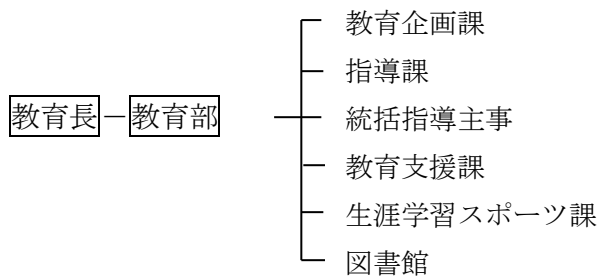 教育企画課
指導課
教育長－教育部 統括指導主事
教育支援課
生涯学習スポーツ課
図書館